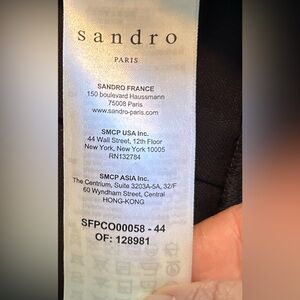 sandro
PARIS
SANDRO FRANCE
150 boulevard Haussmann
75008 Paris
www.sandro-paris.com
SMCP USA Inc.
44 Wall Street, 12th Floor
New York, New York 10005
RN132784
SMCP ASIA Inc.
The Centrium, Suite 3203A-5A, 32/F
60 Wyndham Street, Central
HONG-KONG
SFPCO00058 - 44
OF: 128981